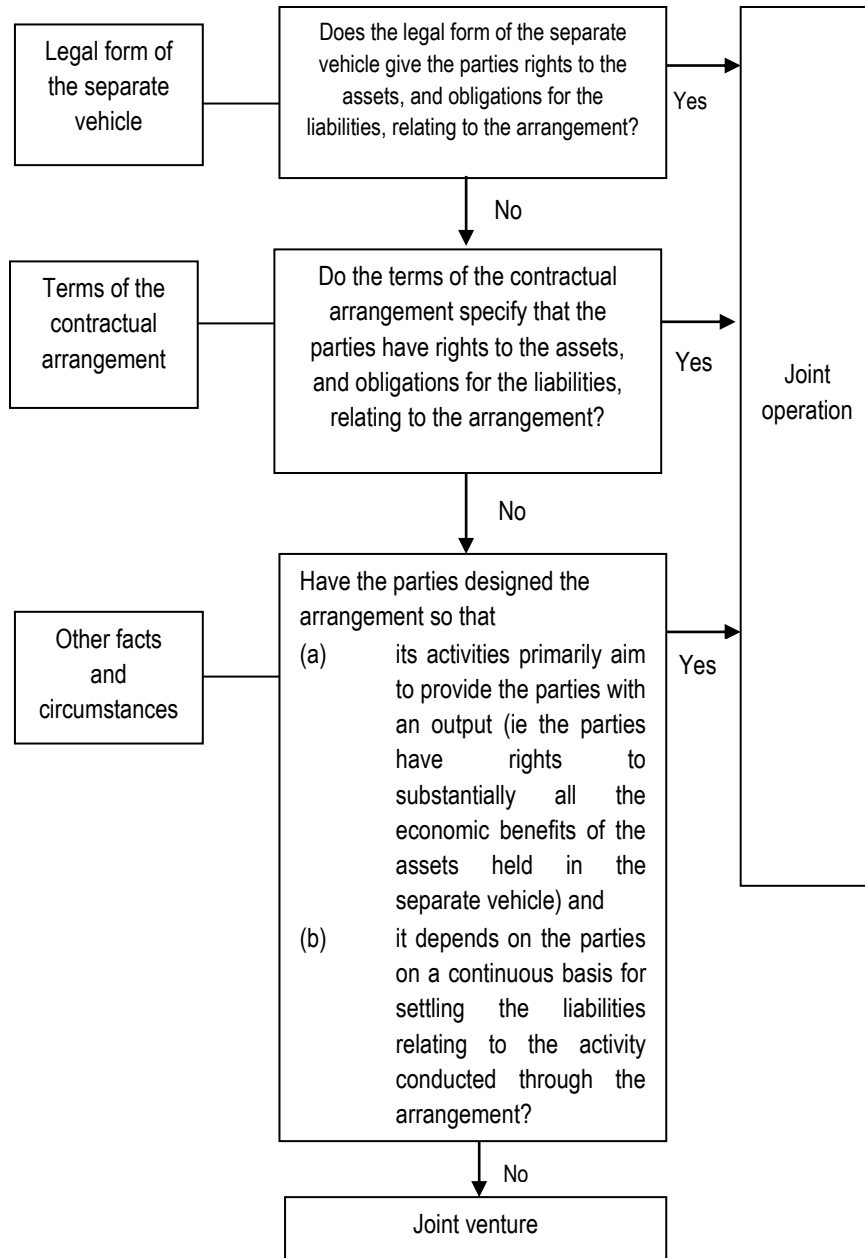 Legal form of
the separate
vehicle
Does the legal form of the separate
vehicle give the parties rights to the
assets, and obligations for the
liabilities, relating to the arrangement?
Yes
No
Terms of the
contractual
arrangement
Do the terms of the contractual
arrangement specify that the
parties have rights to the assets,
and obligations for the liabilities,
relating to the arrangement?
Yes
Joint
operation
No
Other facts
and
circumstances
Have the parties designed the
arrangement so that
(a) its activities primarily aim
to provide the parties with
an output (ie the parties
have rights to
substantially all the
economic benefits of the
assets held in the
separate vehicle) and
(b) it depends on the parties
on a continuous basis for
settling the liabilities
relating to the activity
conducted through the
arrangement?
Yes
No
Joint venture